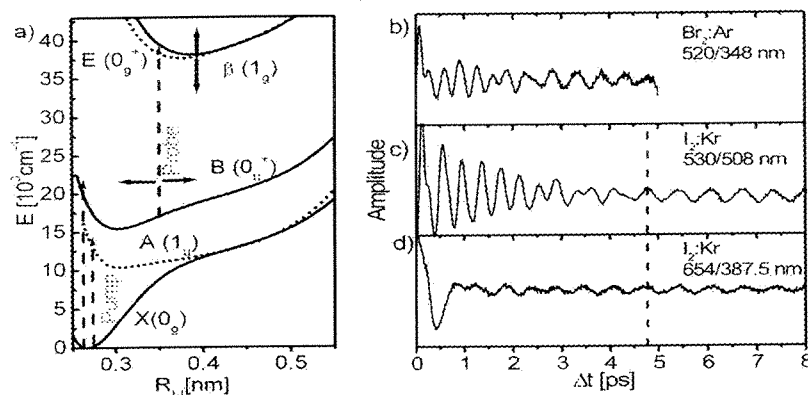 a)
E (0g+)
β (1g)
B (0u+)
A (1u)
X(0g)
E [10³cm⁻¹]
40
35
30
25
20
15
10
5
0
0.3
0.4
0.5
[nm]
b)
Br2:Ar
520/348 nm
c)
I2:Kr
530/508 nm
d)
I2:Kr
654/387.5 nm
Amplitude
0
1
2
3
4
5
6
7
8
Δt [ps]